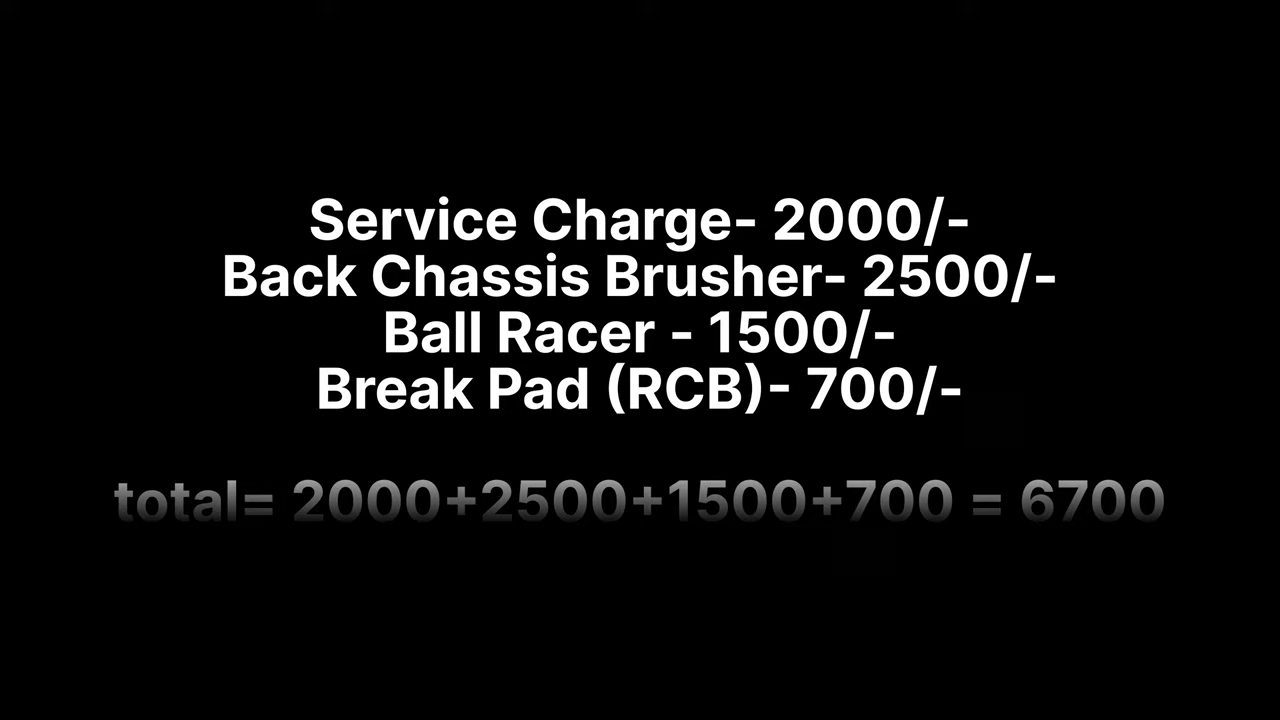 Service Charge- 2000/-
Back Chassis Brusher- 2500/-
Ball Racer - 1500/-
Break Pad (RCB)- 700/-
total= 2000+2500+1500+700 = 6700